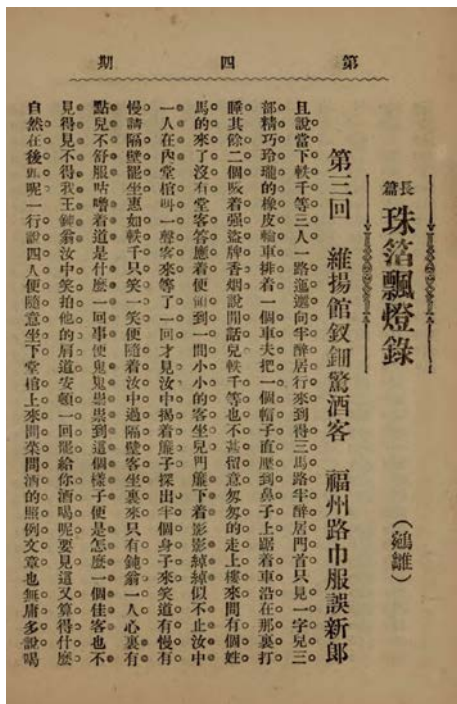 第四期
長篇 珠箔飄燈錄 (鵷雛)
第三回 維揚館釵鈿驚酒客 福州路巾服誤新郎
且說當下軼千等三人一路迤邐向半醉居行來到得三馬路半醉居門首只見一字兒三
部精巧玲瓏的橡皮輪車排着一個車夫把一個帽子直壓到鼻子上踞着車沿在那裏打
睡其餘二個吸着强盜牌香烟說閒話兒軼千等也不甚留意匆匆的走上樓來問有個姓
馬的來了沒有堂客答應着便領到一間小小的客坐兒門簾下着影影綽綽似不止汝中
一人在內堂棺呌一聲客來等了一回才見汝中揭着簾子探出半個身子來笑道有慢有
慢請隔壁罷坐惠如軼千只笑一笑便隨着汝中過隔壁客坐裏來只有鈍翁一人心裏有
點兒不舒服咕嚕着道是什麼一回事便鬼鬼祟祟到這個樣子便是怎麼一個佳客也不
見得見不得我王鈍翁汝中笑拍他的肩道安頓一回罷給你酒喝呢要見這又算得什麼
自然在後面呢一行說四人便隨意坐下堂棺上來問菜問酒的照例文章也無庸多說喝